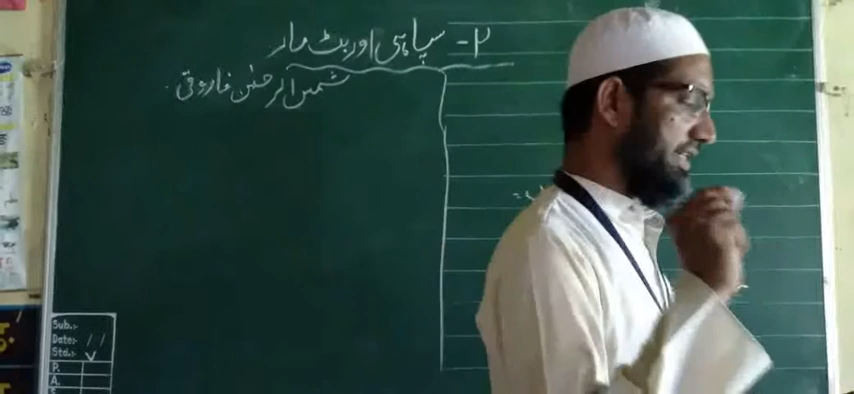 ۲- سپاہی اور بٹ مار
شمس الرحمٰن فاروقی
Sub.:-
Date:- / /
Std.:- V
P.
A.